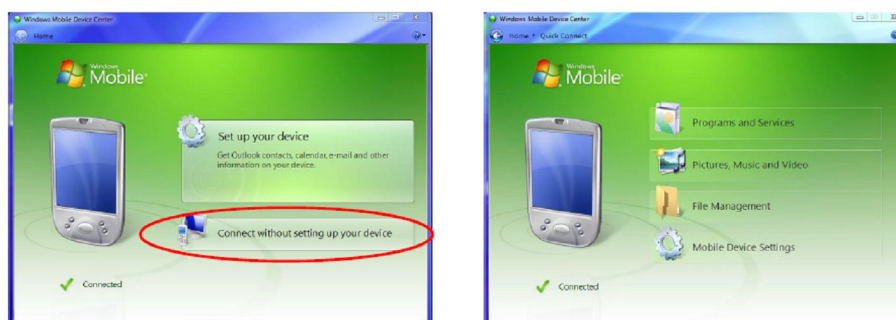 Windows Mobile Device Center
Home
Windows
Mobile
Set up your device
Get Outlook contacts, calendar, e-mail and other
information on your device.
Connect without setting up your device
Connected
Windows Mobile Device Center
Home Quick Connect
Windows
Mobile
Programs and Services
Pictures, Music and Video
File Management
Mobile Device Settings
Connected